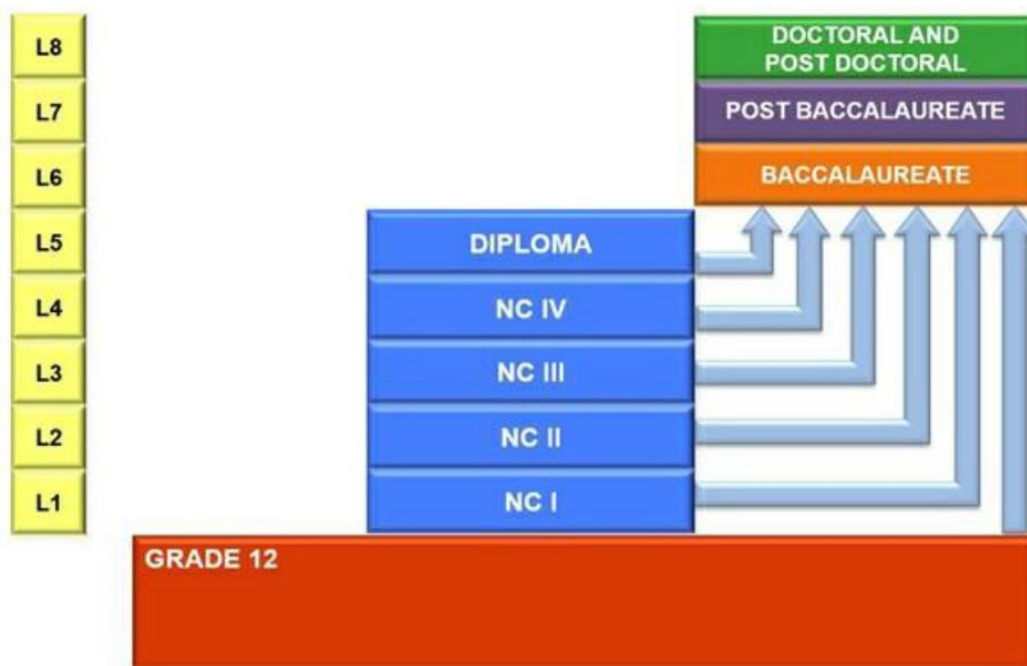 L8
DOCTORAL AND
POST DOCTORAL
L7
POST BACCALAUREATE
L6
BACCALAUREATE
L5
DIPLOMA
L4
NC IV
L3
NC III
L2
NC II
L1
NC I
GRADE 12